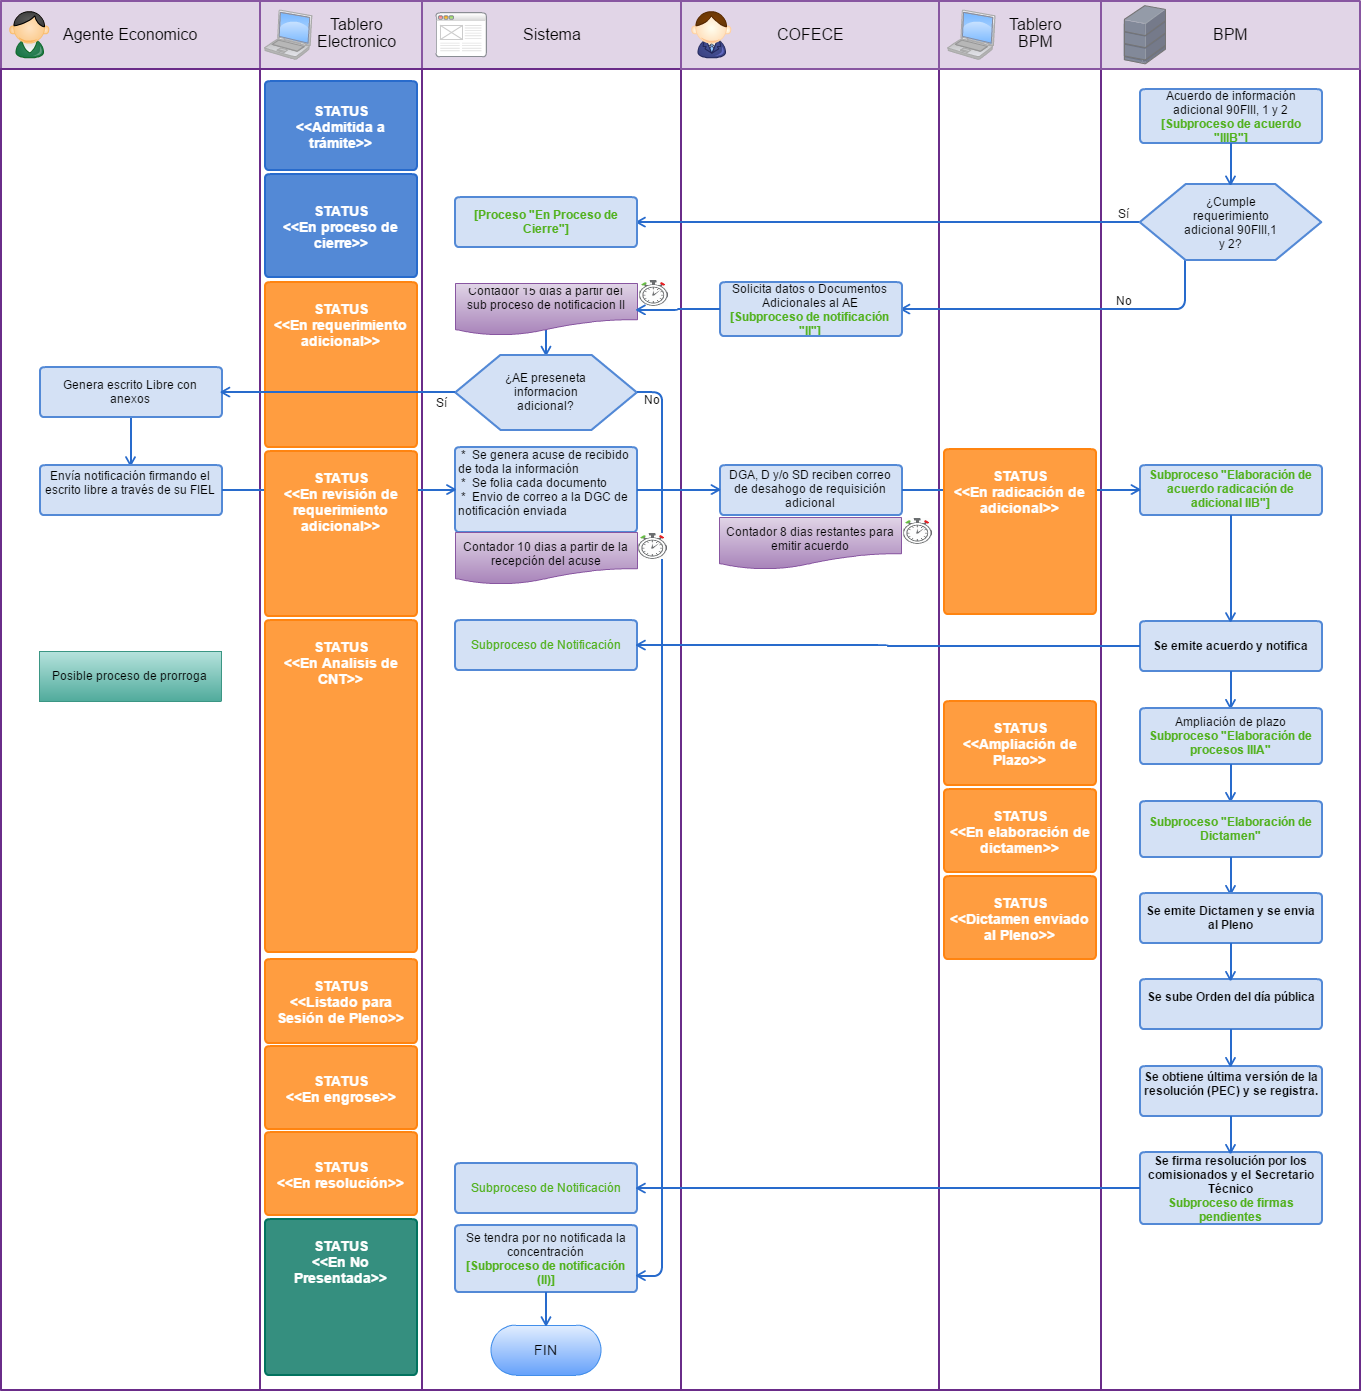 Agente Economico
Tablero
Electronico
Sistema
COFECE
Tablero
BPM
BPM
STATUS
<<Admitida a
trámite>>
Acuerdo de información
adicional 90FIII, 1 y 2
[Subproceso de acuerdo
"IIIB"]
STATUS
<<En proceso de
cierre>>
[Proceso "En Proceso de
Cierre"]
Sí
¿Cumple
requerimiento
adicional 90FIII,1
y 2?
No
STATUS
<<En requerimiento
adicional>>
Contador 15 dias a partir del
sub proceso de notificacion II
Solicita datos o Documentos
Adicionales al AE
[Subproceso de notificación
"II"]
Genera escrito Libre con
anexos
Sí
¿AE preseneta
informacion
adicional?
No
Envía notificación firmando el
escrito libre a través de su FIEL
STATUS
<<En revisión de
requerimiento
adicional>>
* Se genera acuse de recibido
de toda la información
* Se folia cada documento
* Envio de correo a la DGC de
notificación enviada
Contador 10 dias a partir de la
recepción del acuse
DGA, D y/o SD reciben correo
de desahogo de requisición
adicional
Contador 8 dias restantes para
emitir acuerdo
STATUS
<<En radicación de
adicional>>
Subproceso "Elaboración de
acuerdo radicación de
adicional IIB"]
Posible proceso de prorroga
STATUS
<<En Analisis de
CNT>>
Subproceso de Notificación
Se emite acuerdo y notifica
STATUS
<<Ampliación de
Plazo>>
Ampliación de plazo
Subproceso "Elaboración de
procesos IIIA"
STATUS
<<En elaboración de
dictamen>>
Subproceso "Elaboración de
Dictamen"
STATUS
<<Dictamen enviado
al Pleno>>
Se emite Dictamen y se envia
al Pleno
STATUS
<<Listado para
Sesión de Pleno>>
Se sube Orden del día pública
STATUS
<<En engrose>>
Se obtiene última versión de la
resolución (PEC) y se registra.
STATUS
<<En resolución>>
Subproceso de Notificación
Se firma resolución por los
comisionados y el Secretario
Técnico
Subproceso de firmas
pendientes
STATUS
<<En No
Presentada>>
Se tendra por no notificada la
concentración
[Subproceso de notificación
(II)]
FIN